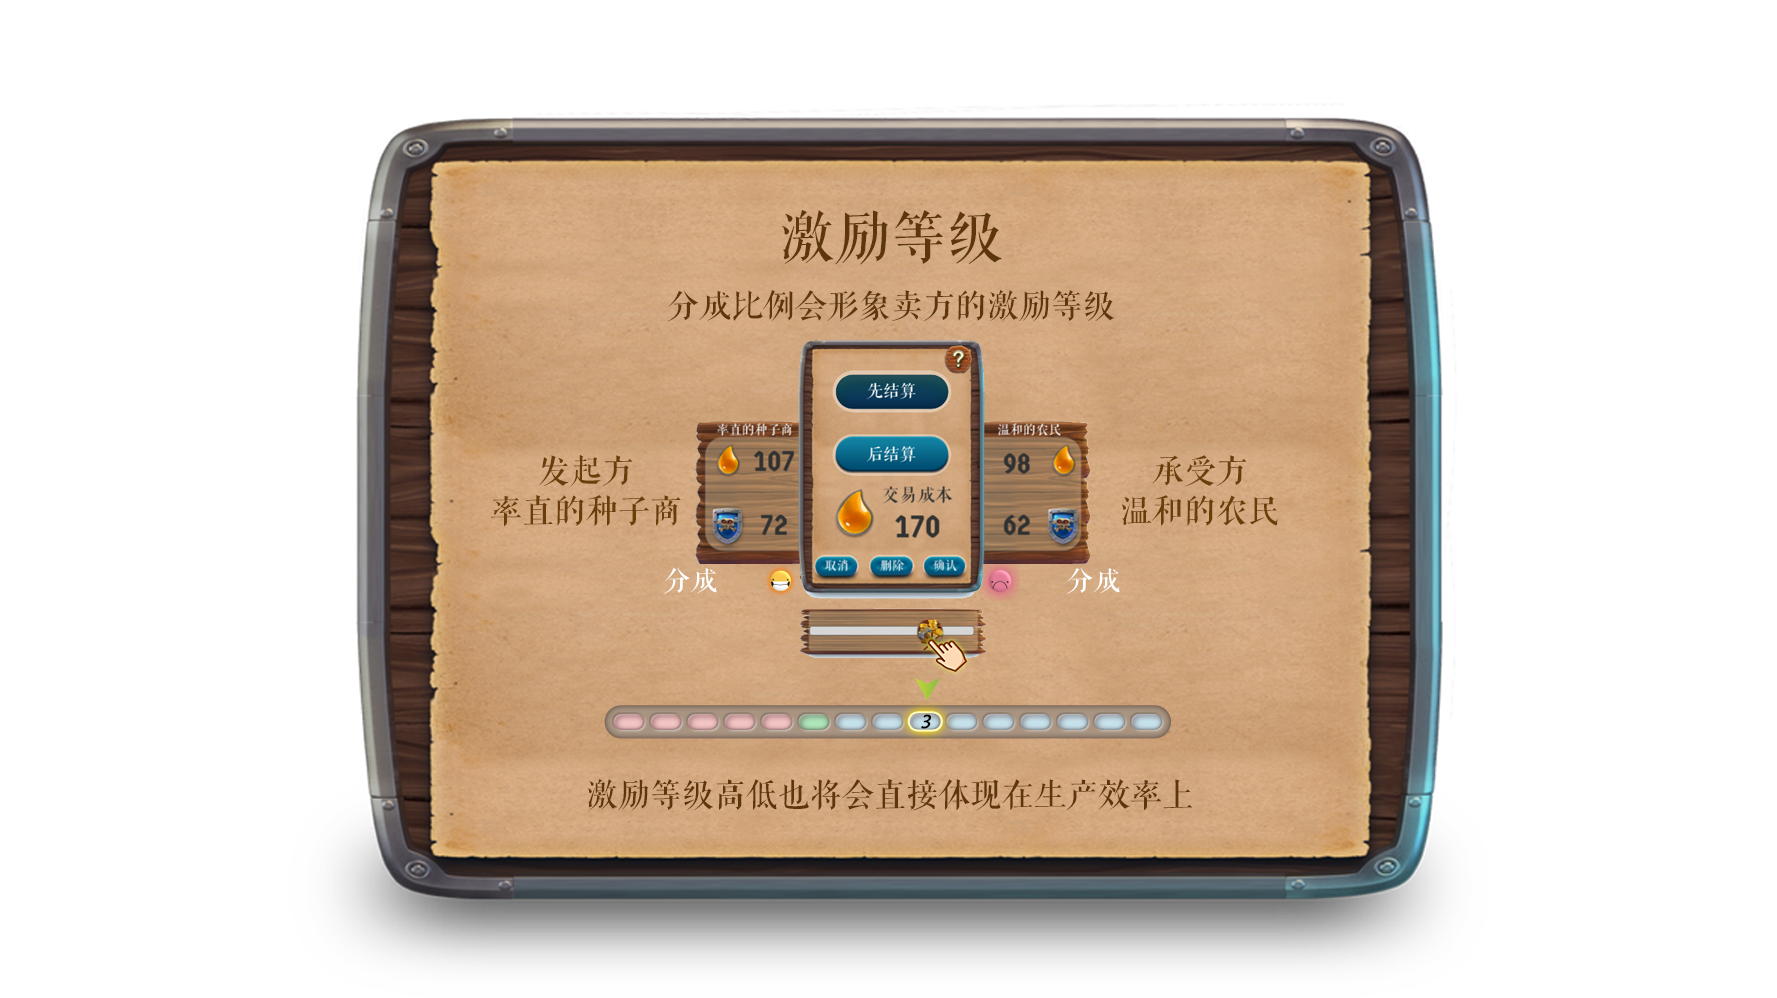 激励等级
分成比例会形象卖方的激励等级
?
先结算
率直的种子商
温和的农民
107
后结算
98
发起方
率直的种子商
承受方
温和的农民
交易成本
72
170
62
取消
删除
确认
分成
分成
3
激励等级高低也将会直接体现在生产效率上